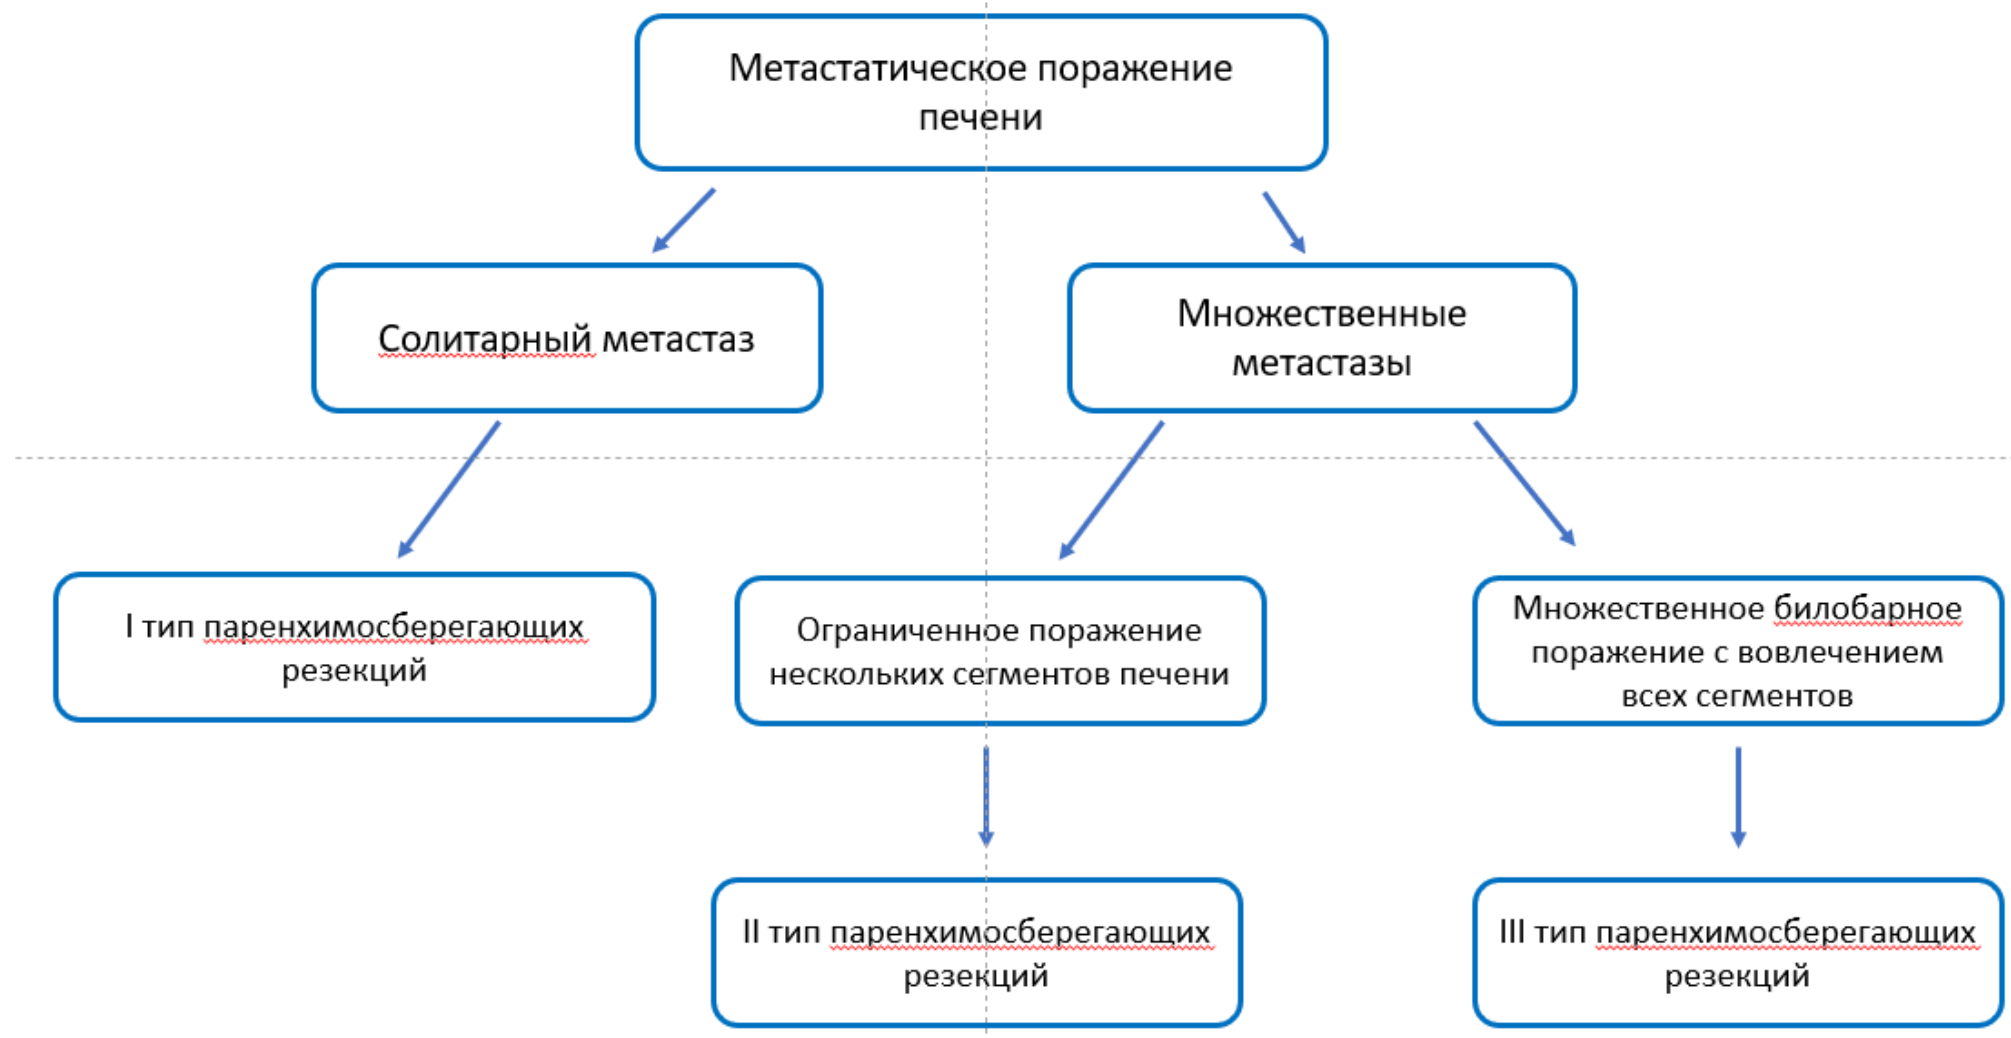 Метастатическое поражение
печени
Солитарный метастаз
Множественные
метастазы
I тип паренхимосберегающих
резекций
Ограниченное поражение
нескольких сегментов печени
Множественное билобарное
поражение с вовлечением
всех сегментов
II тип паренхимосберегающих
резекций
III тип паренхимосберегающих
резекций